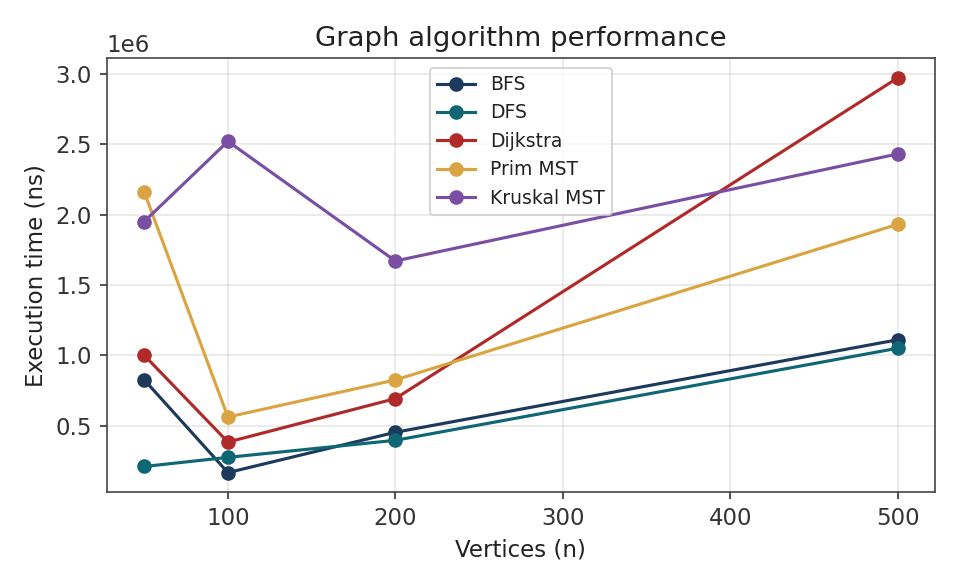 Graph algorithm performance
1e6
3.0
2.5
2.0
1.5
1.0
0.5
Execution time (ns)
BFS
DFS
Dijkstra
Prim MST
Kruskal MST
100 200 300 400 500
Vertices (n)